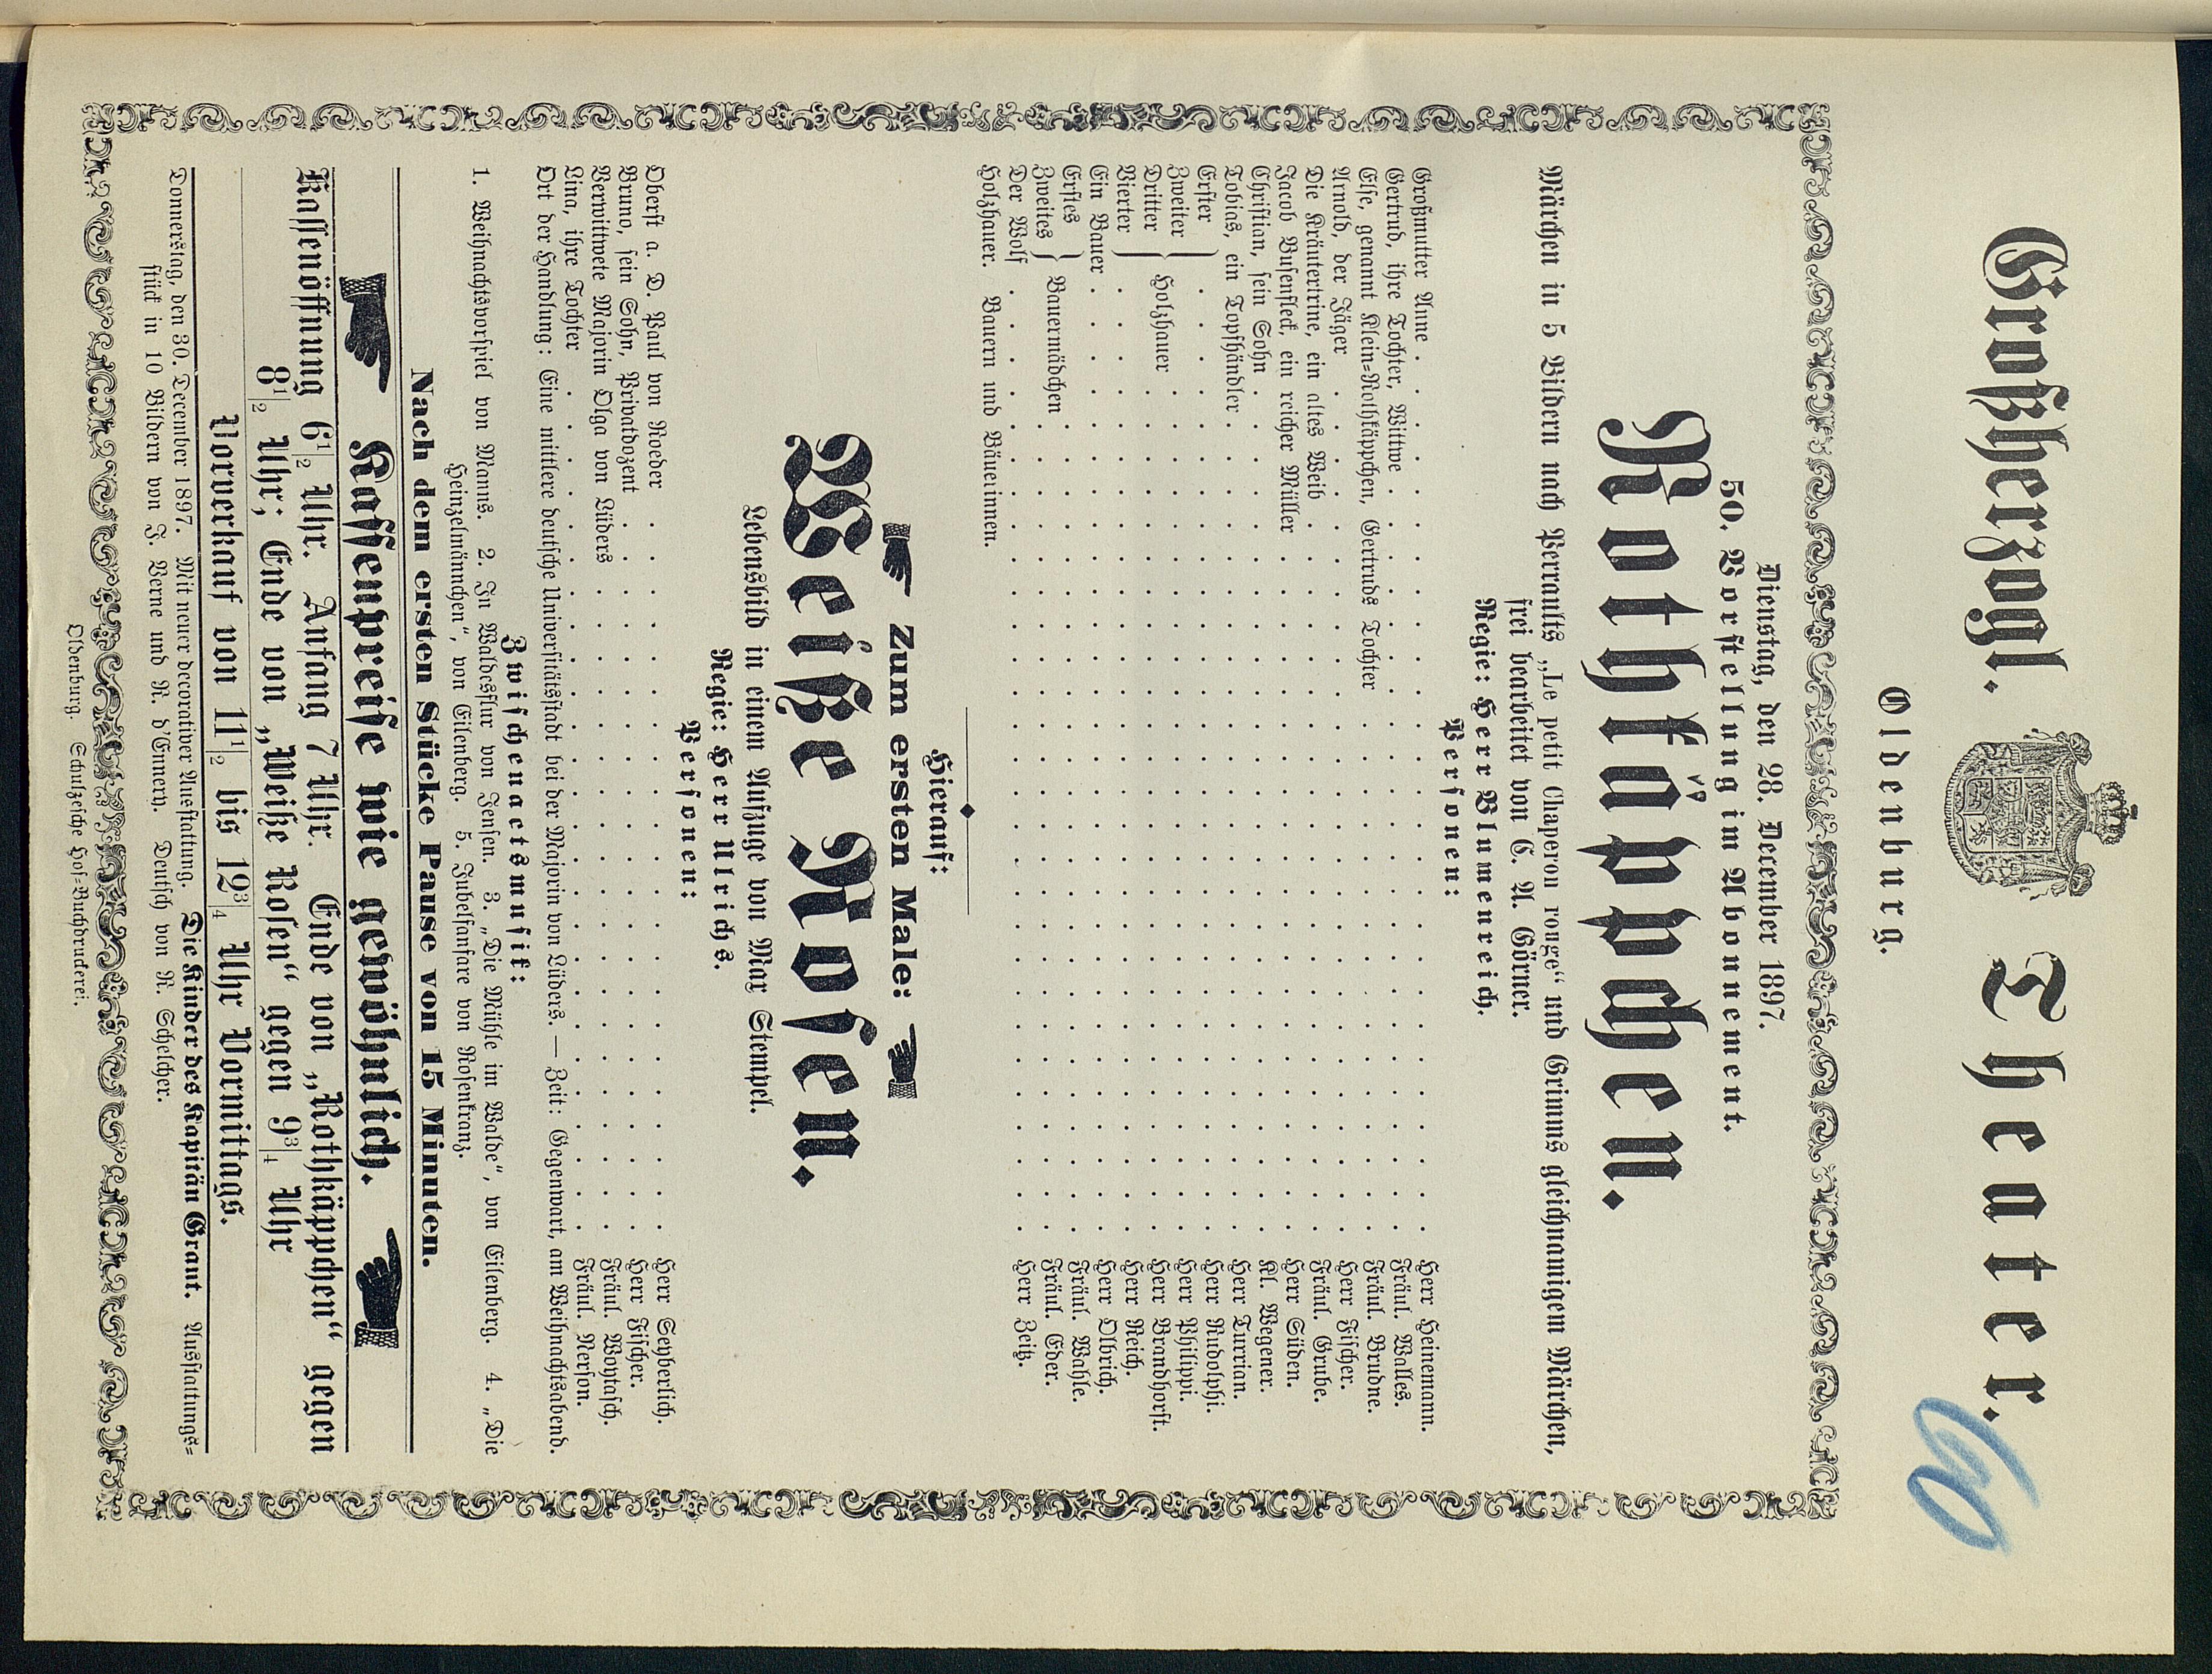 Großherzogl. Theater.
Oldenburg.
60
Dienstag, den 28. December 1897.
50. Vorstellung im Abonnement.
Rothkäppchen.
Märchen in 5 Bildern nach Perraults „Le petit Chaperon rouge“ und Grimms gleichnamigem Märchen,
frei bearbeitet von C. A. Görner.
Regie: Herr Blumenreich.
Personen:
Großmutter Anne . . . Herr Heinemann.
Gertrud, ihre Tochter, Wittwe . . . Fräul. Walles.
Else, genannt Klein=Rothkäppchen, Gertruds Tochter . . . Fräul. Brudne.
Arnold, der Jäger . . . Herr Fischer.
Die Kräutertrine, ein altes Weib . . . Fräul. Grube.
Jacob Busenfleck, ein reicher Müller . . . Herr Süden.
Christian, sein Sohn . . . Kl. Wegener.
Tobias, ein Topfhändler . . . Herr Turrian.
Erster . . . Herr Rudolphi.
Zweiter . . . Herr Philippi.
Dritter } Holzhauer . . . Herr Brandhorst.
Vierter . . . Herr Reich.
Ein Bauer . . . Herr Olbrich.
Erstes } Bauermädchen . . . Fräul. Wahle.
Zweites . . . Fräul. Eder.
Der Wolf . . . Herr Zeitz.
Holzhauer. Bauern und Bäuerinnen.
Hierauf:
Zum ersten Male:
Weiße Rosen.
Lebensbild in einem Aufzuge von Max Stempel.
Regie: Herr Ulrichs.
Personen:
Oberst a. D. Paul von Roeder . . . Herr Seyberlich.
Bruno, sein Sohn, Privatdozent . . . Herr Fischer.
Verwittwete Majorin Olga von Lüders . . . Fräul. Woytasch.
Lina, ihre Tochter . . . Fräul. Nerson.
Ort der Handlung: Eine mittlere deutsche Universitätsstadt bei der Majorin von Lüders. — Zeit: Gegenwart, am Weihnachtsabend.
Zwischenactsmusik:
1. Weihnachtsvorspiel von Manns. 2. In Waldesflur von Jensen. 3. „Die Mühle im Walde“, von Eilenberg. 4. „Die
Heinzelmännchen“, von Eilenberg. 5. Jubelfanfare von Rosenkranz.
Nach dem ersten Stücke Pause von 15 Minuten.
Kassenpreise wie gewöhnlich.
Kassenöffnung 6½ Uhr. Anfang 7 Uhr. Ende von „Rothkäppchen“ gegen
8½ Uhr; Ende von „Weiße Rosen“ gegen 9¾ Uhr
Vorverkauf von 11½ bis 12¾ Uhr Vormittags.
Donnerstag, den 30. December 1897. Mit neuer decorativer Ausstattung. Die Kinder des Kapitän Grant. Ausstattungs=
stück in 10 Bildern von J. Verne und A. d'Ennery. Deutsch von R. Schelcher.
Oldenburg. Schulzesche Hof=Buchdruckerei.